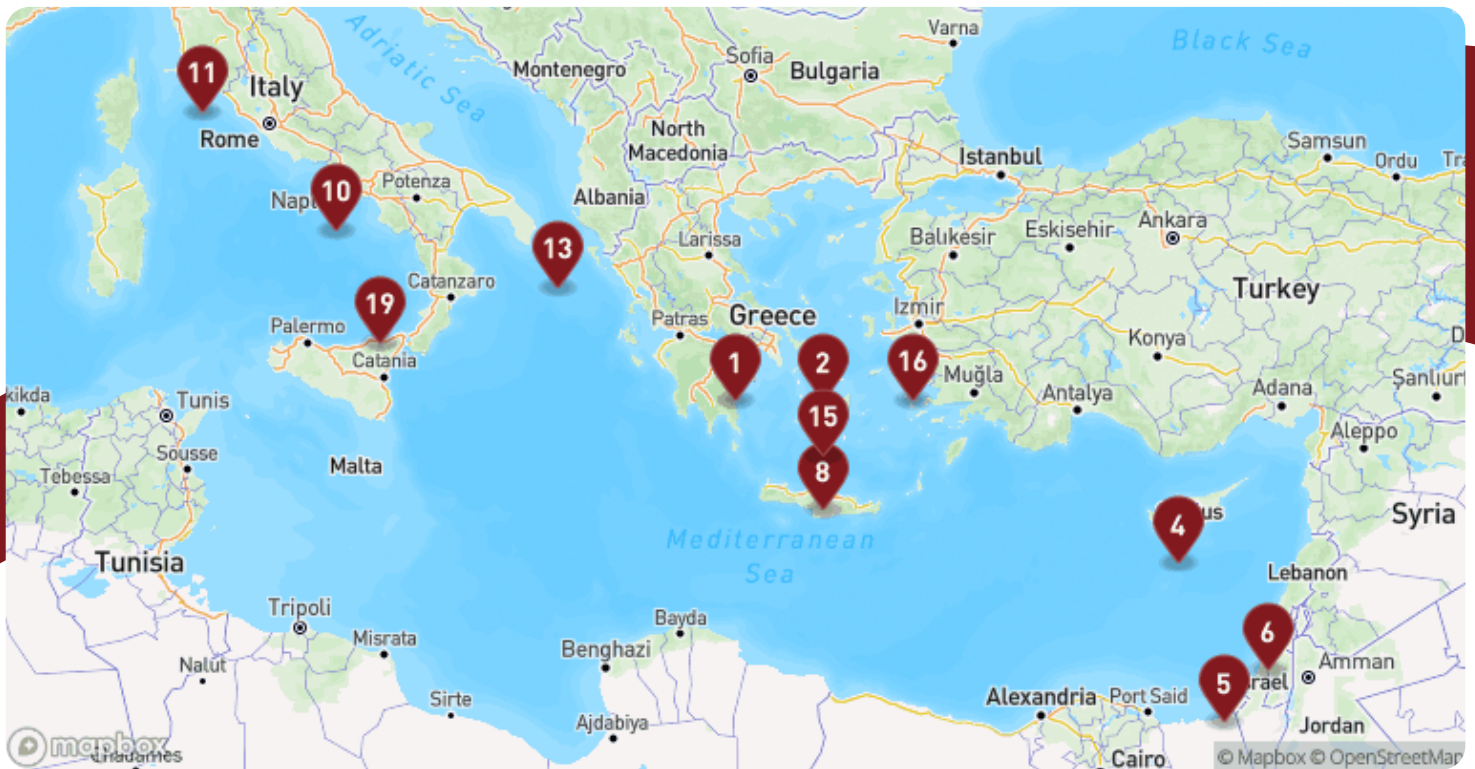 Varna
Black Sea
Sofia
Adriatic Sea
Montenegro
Bulgaria
11
Italy
North
Macedonia
Rome
Samsun
Istanbul
Ordu
10
Potenza
Albania
Ankara
Eskisehir
Balıkesir
13
Larissa
Catanzaro
Turkey
19
Izmir
Greece
Patras
Palermo
Konya
Catania
1
2
16
Muğla
Antalya
Adana
Tunis
15
Aleppo
Sousse
Malta
8
Tebessa
4
Syria
Mediterranean
Sea
Tunisia
Lebanon
Tripoli
Bayda
6
Misrata
Benghazi
Nalut
Amman
5
Alexandria
Port Said
Sirte
Ajdabiya
Jordan
mapbox
Cairo
© Mapbox © OpenStreetMap